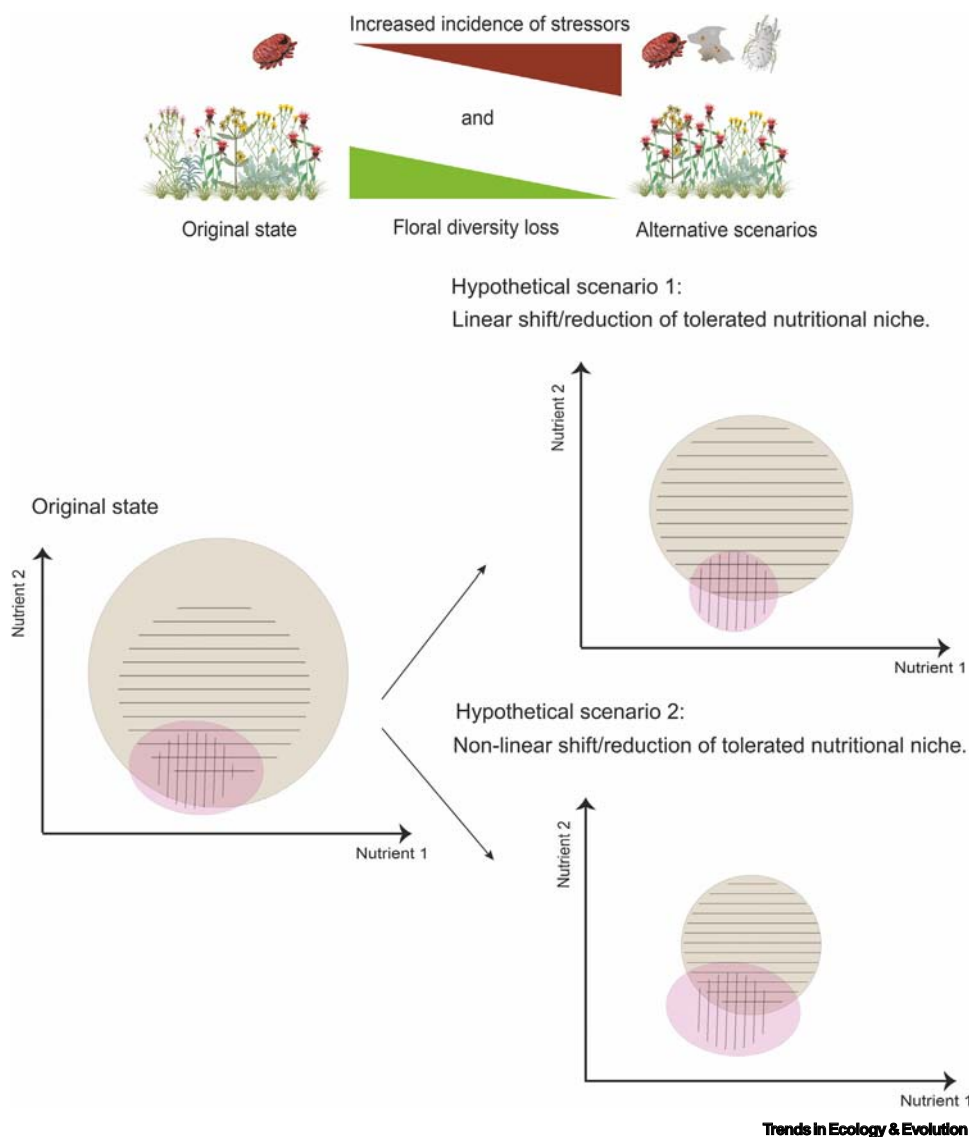 Increased incidence of stressors
and
Original state
Floral diversity loss
Alternative scenarios
Hypothetical scenario 1:
Linear shift/reduction of tolerated nutritional niche.
Nutrient 2
Nutrient 1
Original state
Nutrient 2
Nutrient 1
Hypothetical scenario 2:
Non-linear shift/reduction of tolerated nutritional niche.
Nutrient 2
Nutrient 1
Trends in Ecology & Evolution